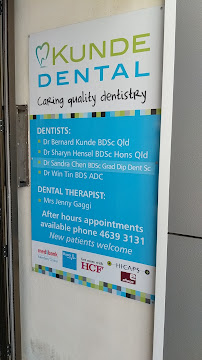 KUNDE
DENTAL
Caring quality dentistry
DENTISTS:
Dr Bernard Kunde BDSc Qld
Dr Sharyn Hensel BDSc Hons Qld
Dr Sandra Chen BDSc Grad Dip Dent Sc
Dr Win Tin BDS ADC
DENTAL THERAPIST:
Mrs Jenny Gaggi
After hours appointments
available phone 4639 3131
New patients welcome
medibank
HCF
HICAPS